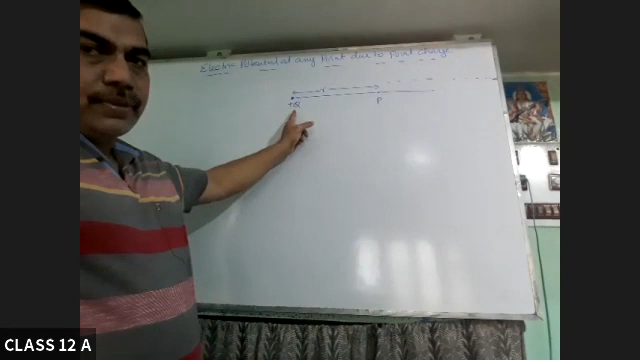 Electric Potential at any Point due to Point Charge
r
+Q P
CLASS 12 A